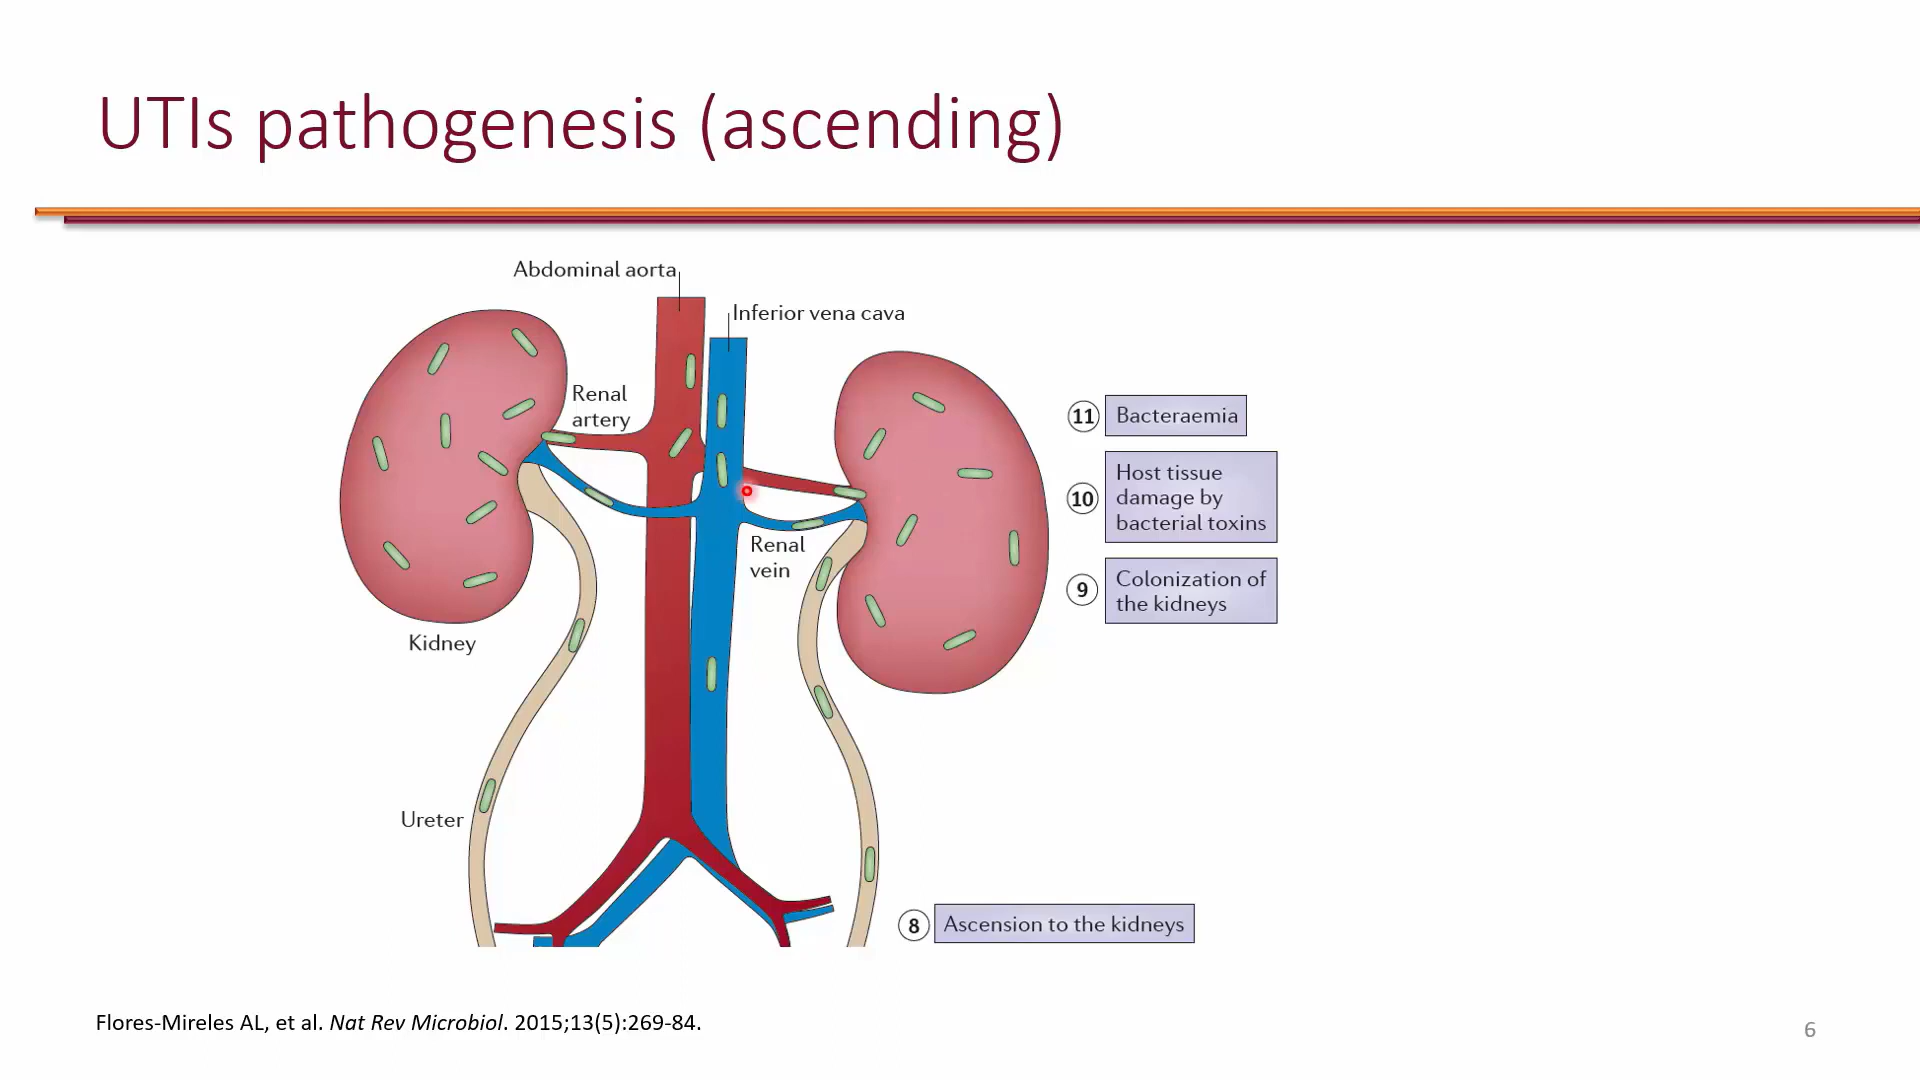 UTIs pathogenesis (ascending)
Abdominal aorta
Inferior vena cava
Renal
artery
11 Bacteraemia
10 Host tissue
damage by
bacterial toxins
Renal
vein
9 Colonization of
the kidneys
Kidney
Ureter
8 Ascension to the kidneys
Flores-Mireles AL, et al. Nat Rev Microbiol. 2015;13(5):269-84.
6